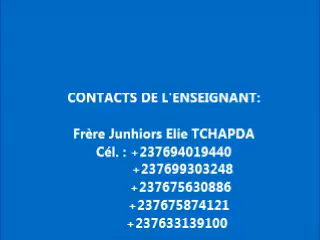 CONTACTS DE L'ENSEIGNANT:
Frère Junhiors Elie TCHAPDA
Cél. : +237694019440
+237699303248
+237675630886
+237675874121
+237633139100